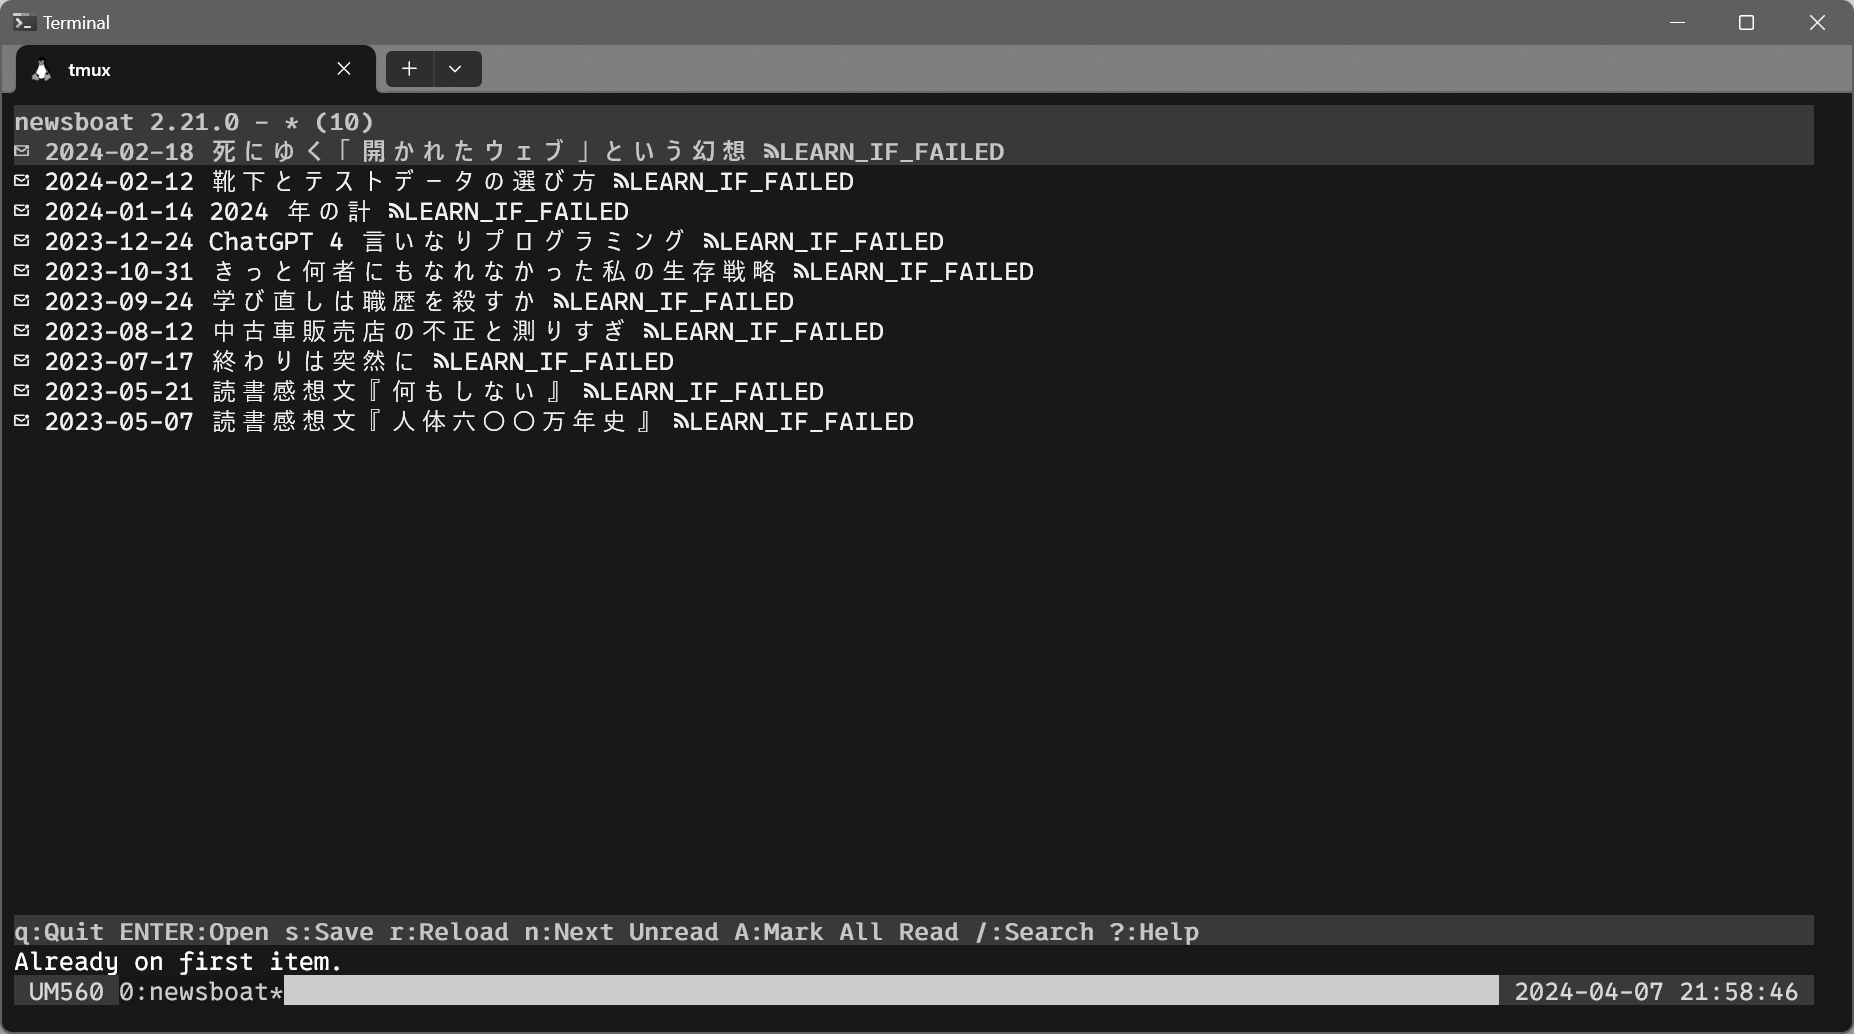 Terminal
tmux
newsboat 2.21.0 - * (10)
2024-02-18 死にゆく「開かれたウェブ」という幻想 LEARN_IF_FAILED
2024-02-12 靴下とテストデータの選び方 LEARN_IF_FAILED
2024-01-14 2024 年の計 LEARN_IF_FAILED
2023-12-24 ChatGPT 4 言いなりプログラミング LEARN_IF_FAILED
2023-10-31 きっと何者にもなれなかった私の生存戦略 LEARN_IF_FAILED
2023-09-24 学び直しは職歴を殺すか LEARN_IF_FAILED
2023-08-12 中古車販売店の不正と測りすぎ LEARN_IF_FAILED
2023-07-17 終わりは突然に LEARN_IF_FAILED
2023-05-21 読書感想文『何もしない』 LEARN_IF_FAILED
2023-05-07 読書感想文『人体六〇〇万年史』 LEARN_IF_FAILED
q:Quit ENTER:Open s:Save r:Reload n:Next Unread A:Mark All Read /:Search ?:Help
Already on first item.
UM560 0:newsboat* 2024-04-07 21:58:46